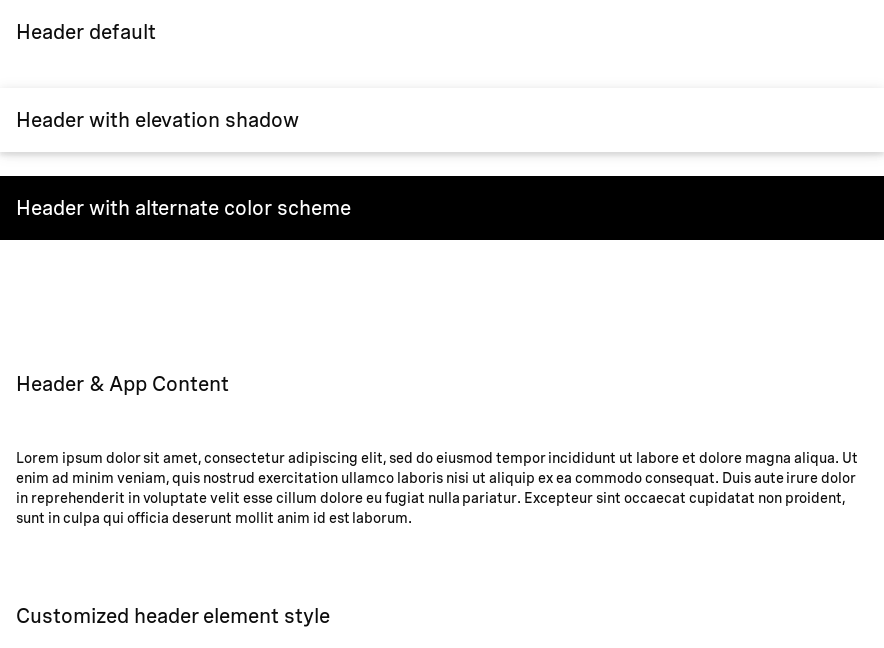 Header default
Header with elevation shadow
Header with alternate color scheme
Header & App Content
Lorem ipsum dolor sit amet, consectetur adipiscing elit, sed do eiusmod tempor incididunt ut labore et dolore magna aliqua. Ut
enim ad minim veniam, quis nostrud exercitation ullamco laboris nisi ut aliquip ex ea commodo consequat. Duis aute irure dolor
in reprehenderit in voluptate velit esse cillum dolore eu fugiat nulla pariatur. Excepteur sint occaecat cupidatat non proident,
sunt in culpa qui officia deserunt mollit anim id est laborum.
Customized header element style